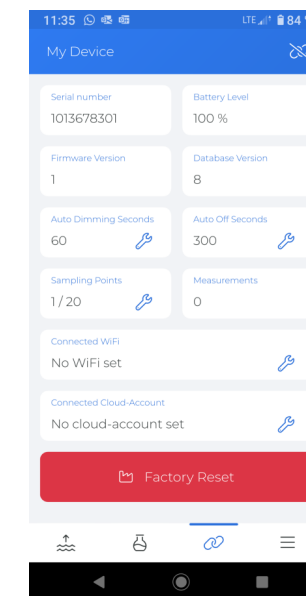 11:35 LTE 84
My Device
Serial number
1013678301
Battery Level
100 %
Firmware Version
1
Database Version
8
Auto Dimming Seconds
60
Auto Off Seconds
300
Sampling Points
1 / 20
Measurements
0
Connected WiFi
No WiFi set
Connected Cloud-Account
No cloud-account set
Factory Reset